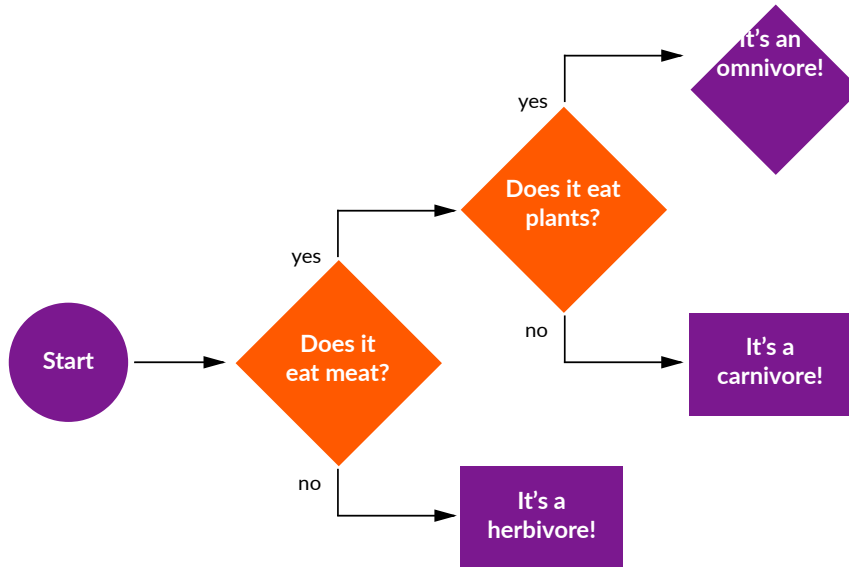 It’s an
omnivore!
yes
Does it eat
plants?
yes
no
Start
Does it
eat meat?
It’s a
carnivore!
no
It’s a
herbivore!